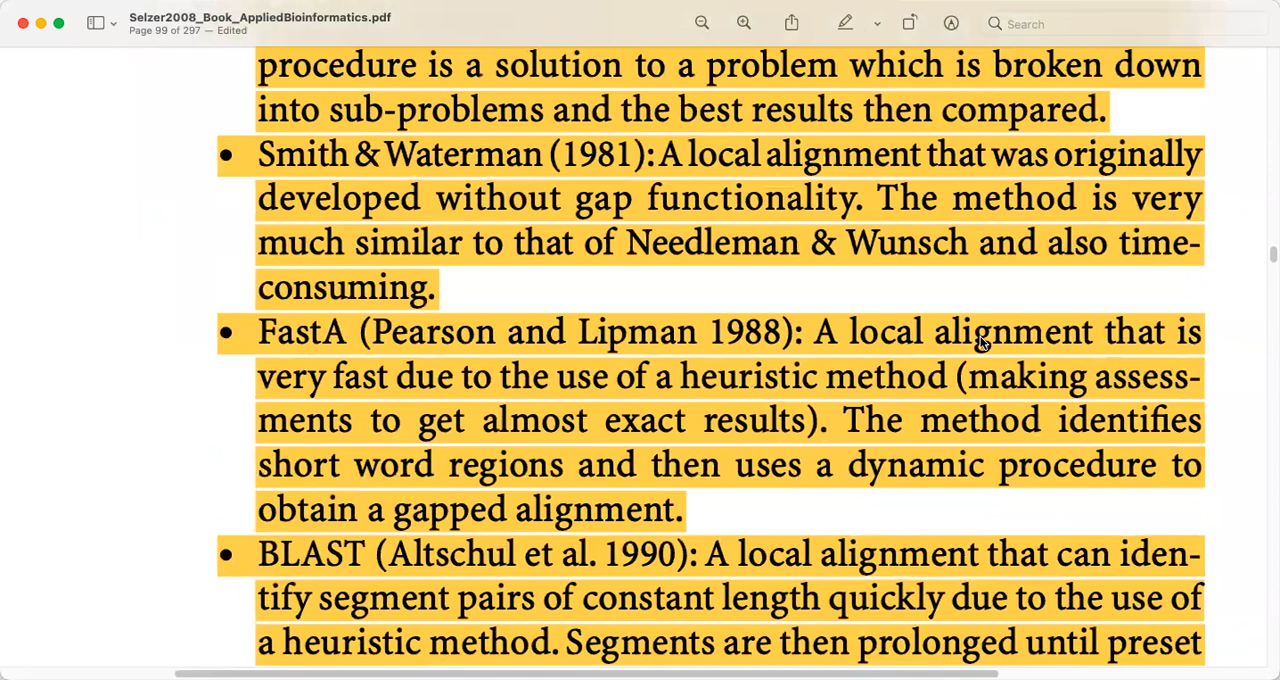 Selzer2008_Book_AppliedBioinformatics.pdf
Page 99 of 297 — Edited
Search
procedure is a solution to a problem which is broken down
into sub-problems and the best results then compared.
• Smith & Waterman (1981): A local alignment that was originally
developed without gap functionality. The method is very
much similar to that of Needleman & Wunsch and also time-
consuming.
• FastA (Pearson and Lipman 1988): A local alignment that is
very fast due to the use of a heuristic method (making assess-
ments to get almost exact results). The method identifies
short word regions and then uses a dynamic procedure to
obtain a gapped alignment.
• BLAST (Altschul et al. 1990): A local alignment that can iden-
tify segment pairs of constant length quickly due to the use of
a heuristic method. Segments are then prolonged until preset